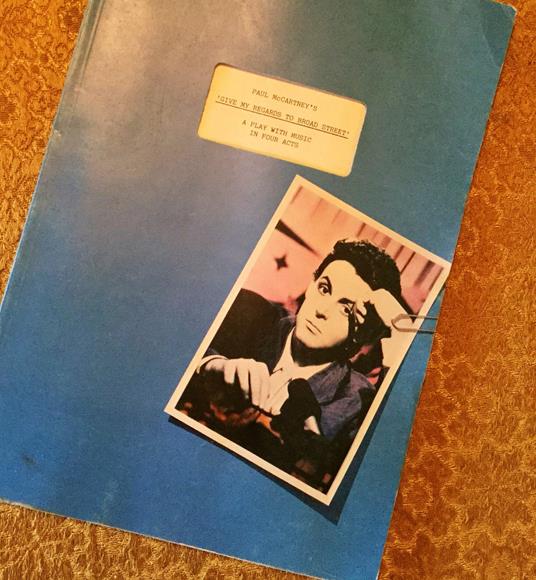 PAUL McCARTNEY'S
'GIVE MY REGARDS TO BROAD STREET'
A PLAY WITH MUSIC
IN FOUR ACTS